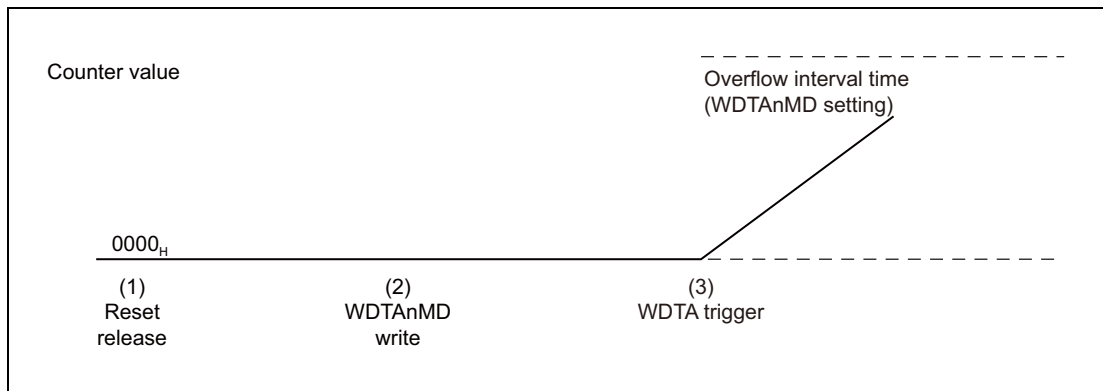 Counter value
Overflow interval time
(WDTAnMD setting)
0000H
(1)
Reset
release
(2)
WDTAnMD
write
(3)
WDTA trigger